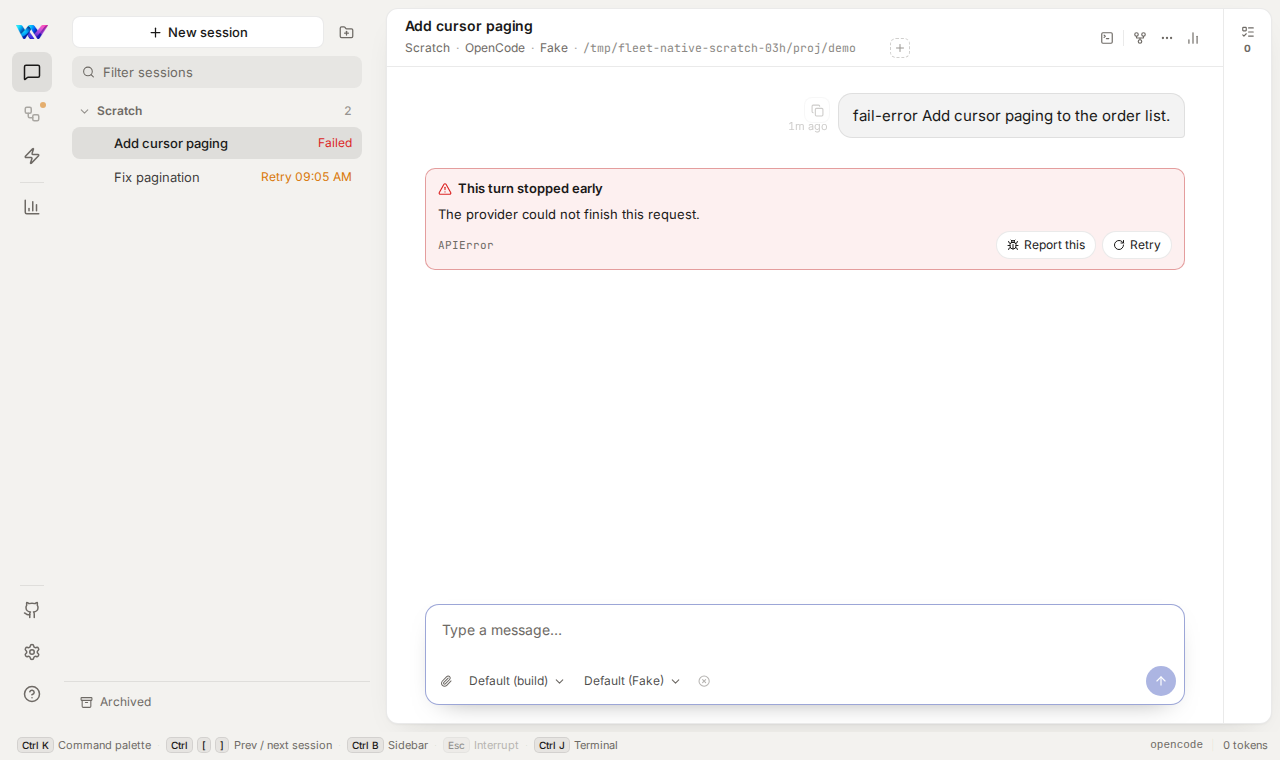 New session
Filter sessions
Scratch 2
Add cursor paging Failed
Fix pagination Retry 09:05 AM
Archived
Add cursor paging
Scratch · OpenCode · Fake · /tmp/fleet-native-scratch-03h/proj/demo
0
1m ago
fail-error Add cursor paging to the order list.
This turn stopped early
The provider could not finish this request.
APIError Report this Retry
Type a message...
Default (build) Default (Fake)
Ctrl K Command palette Ctrl [ ] Prev / next session Ctrl B Sidebar Esc Interrupt Ctrl J Terminal opencode 0 tokens